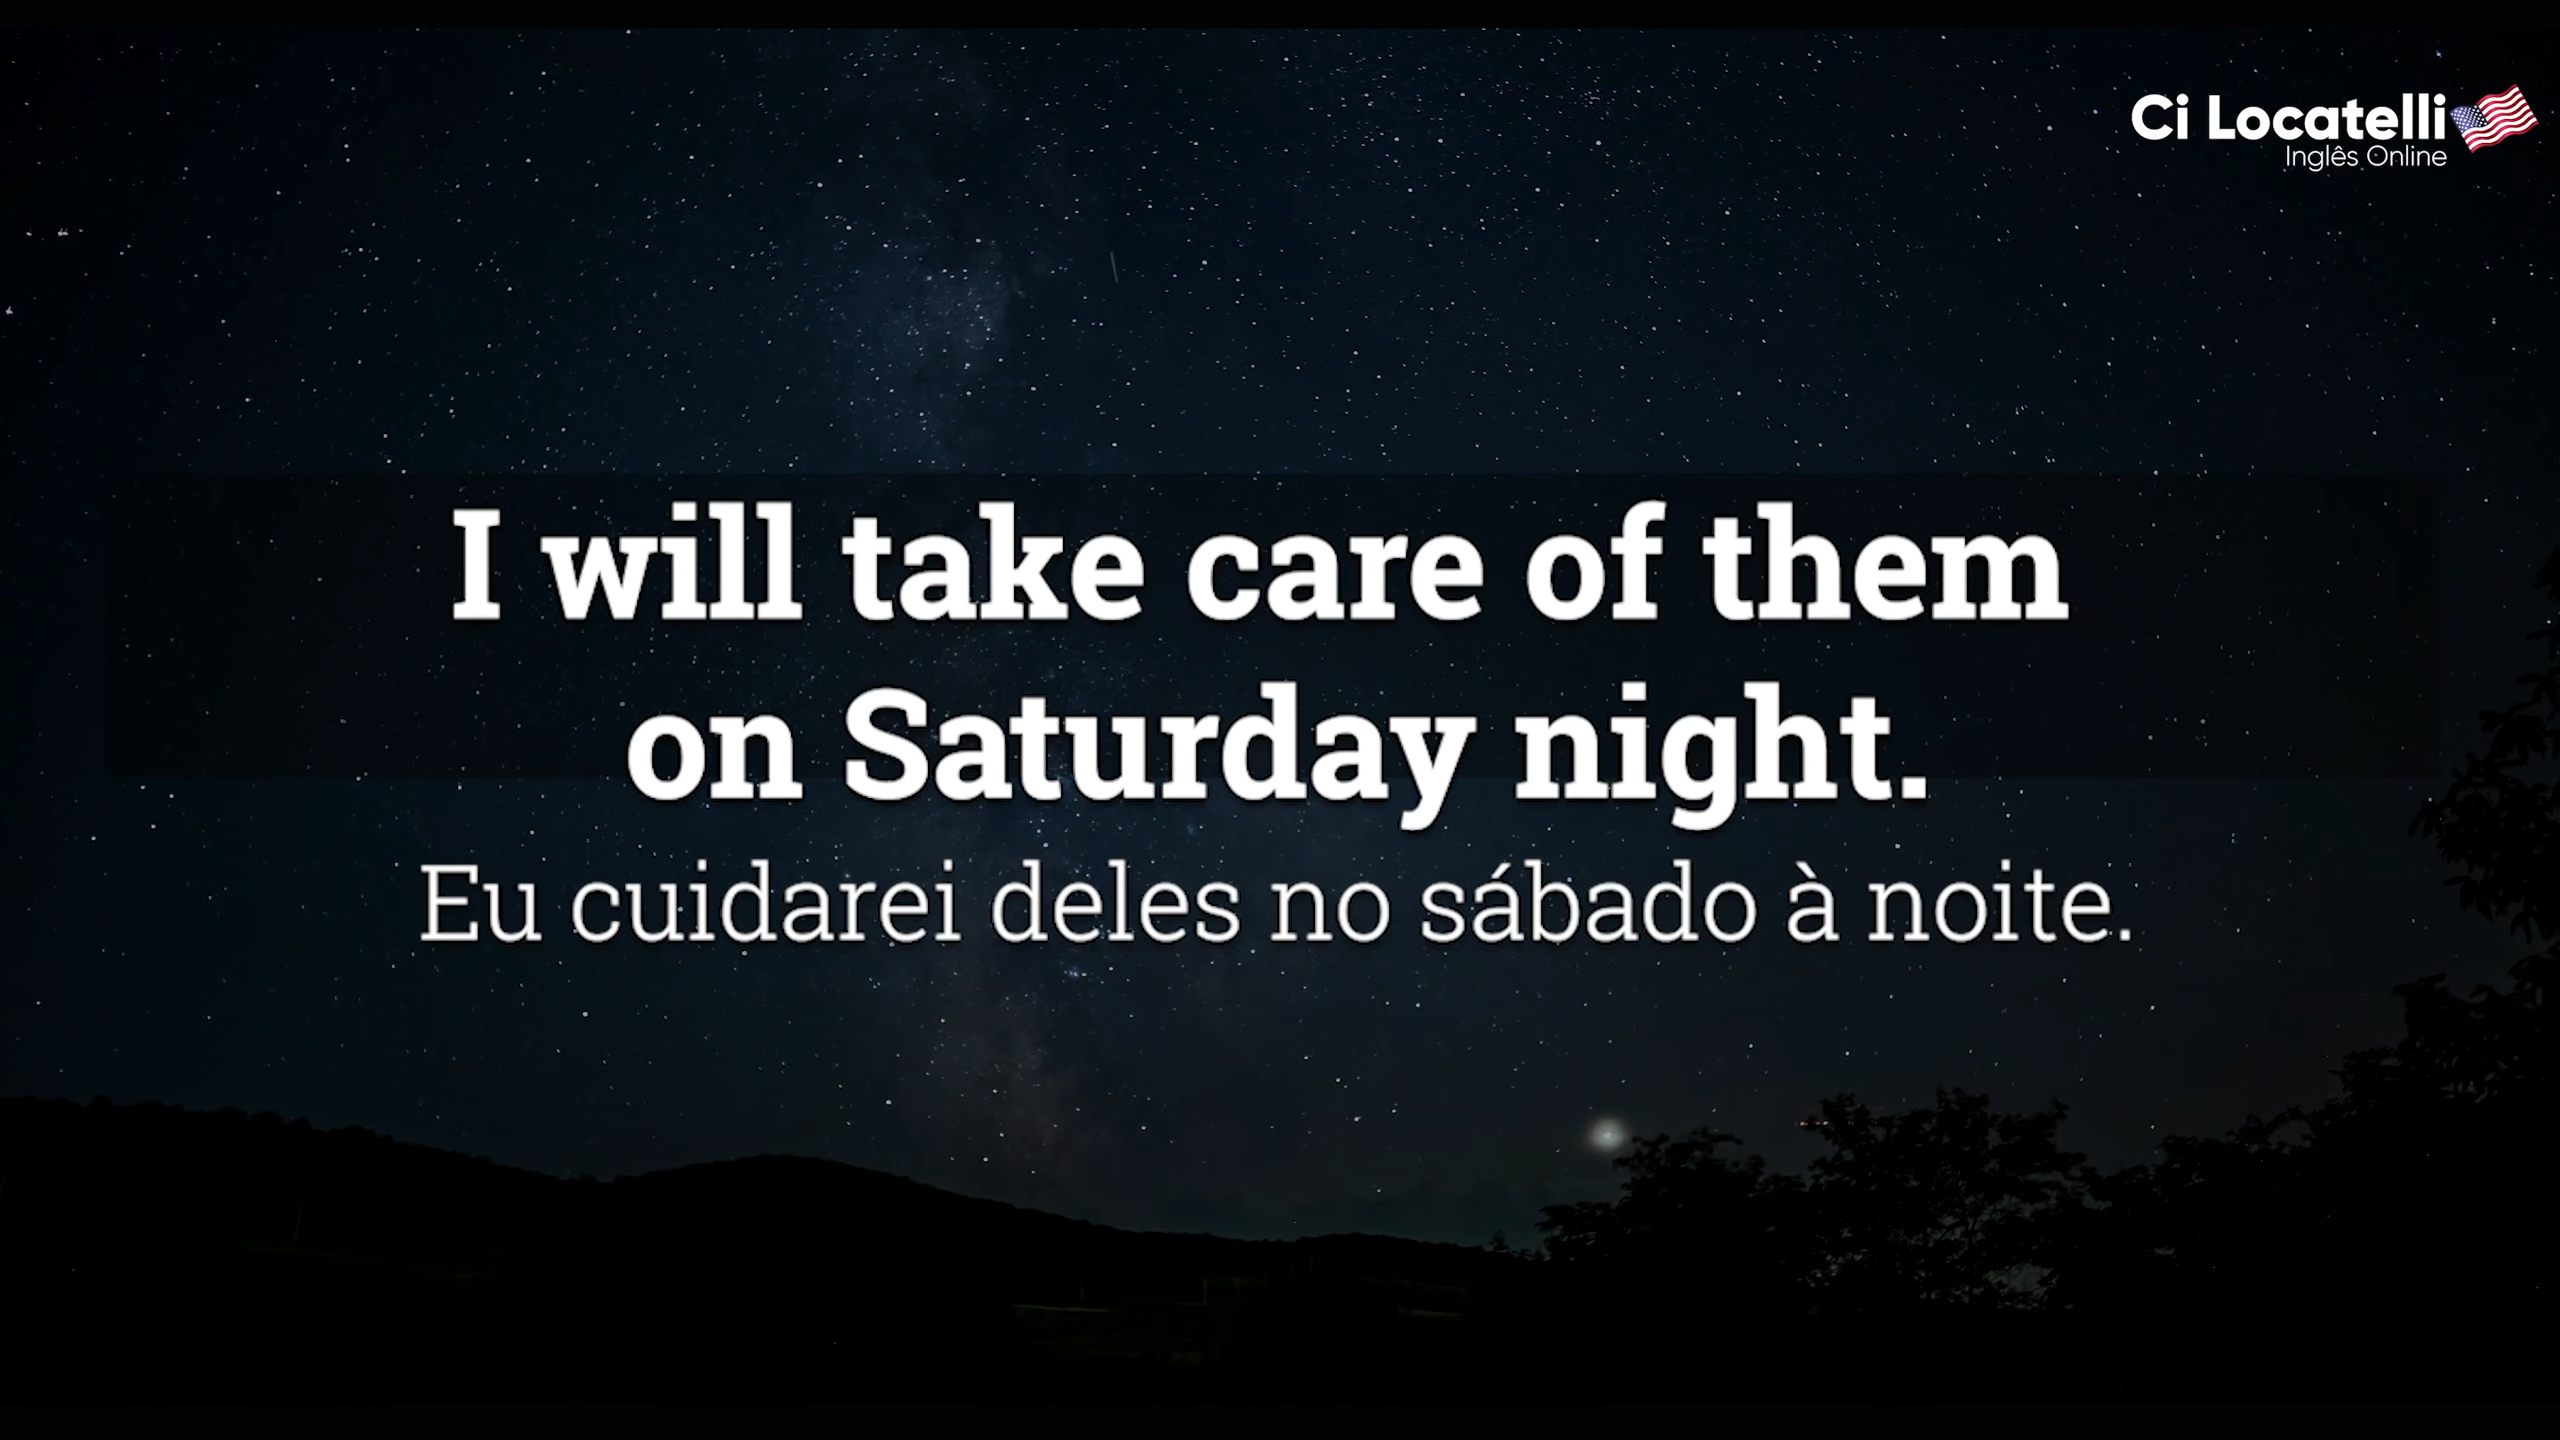 Ci Locatelli
Inglês Online
I will take care of them
on Saturday night.
Eu cuidarei deles no sábado à noite.